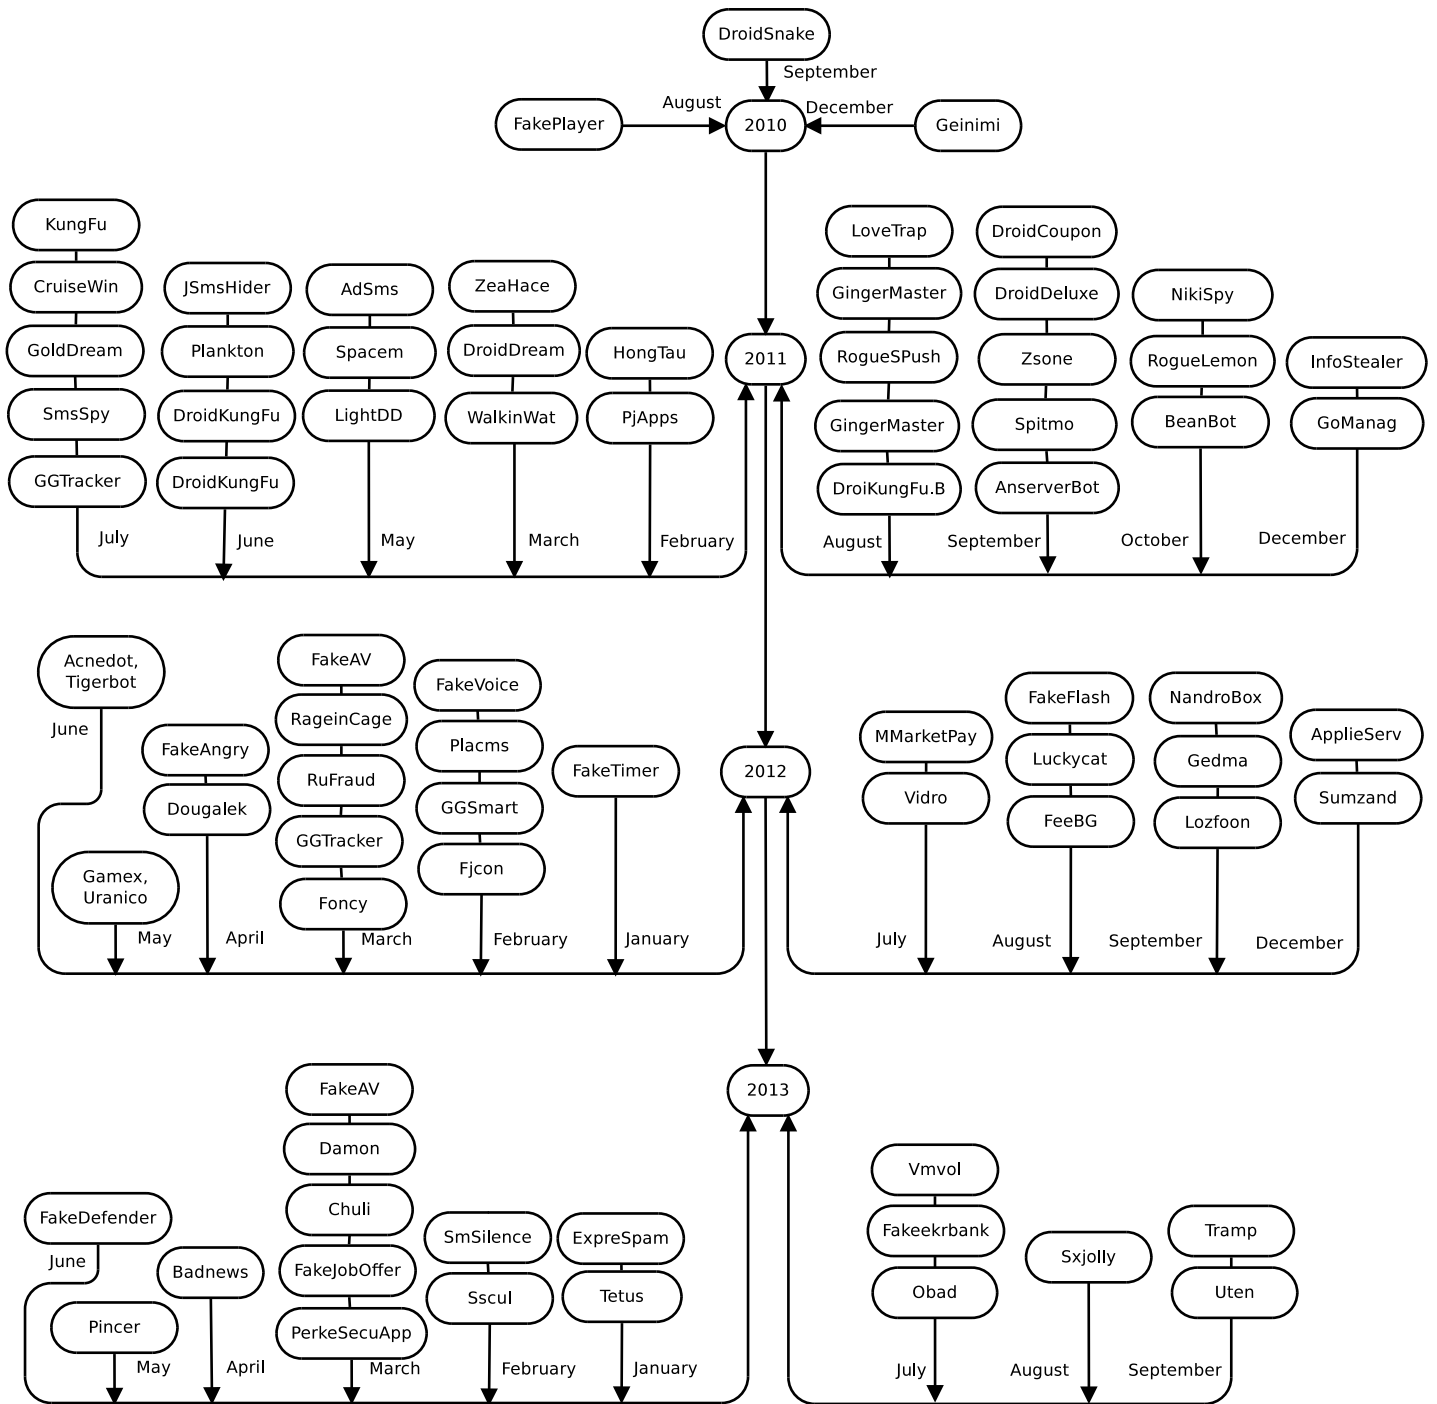 DroidSnake
September
August
December
FakePlayer
2010
Geinimi
KungFu
CruiseWin
GoldDream
SmsSpy
GGTracker
July
JSmsHider
Plankton
DroidKungFu
DroidKungFu
June
AdSms
Spacem
LightDD
May
ZeaHace
DroidDream
WalkinWat
March
HongTau
PjApps
February
2011
LoveTrap
GingerMaster
RogueSPush
GingerMaster
DroiKungFu.B
August
DroidCoupon
DroidDeluxe
Zsone
Spitmo
AnserverBot
September
NikiSpy
RogueLemon
BeanBot
October
InfoStealer
GoManag
December
Acnedot,
Tigerbot
June
Gamex,
Uranico
May
FakeAngry
Dougalek
April
FakeAV
RageinCage
RuFraud
GGTracker
Foncy
March
FakeVoice
Placms
GGSmart
Fjcon
February
FakeTimer
January
2012
MMarketPay
Vidro
July
FakeFlash
Luckycat
FeeBG
August
NandroBox
Gedma
Lozfoon
September
ApplieServ
Sumzand
December
2013
FakeDefender
June
Pincer
May
Badnews
April
FakeAV
Damon
Chuli
FakeJobOffer
PerkeSecuApp
March
SmSilence
Sscul
February
ExpreSpam
Tetus
January
Vmvol
Fakeekrbank
Obad
July
Sxjolly
August
Tramp
Uten
September